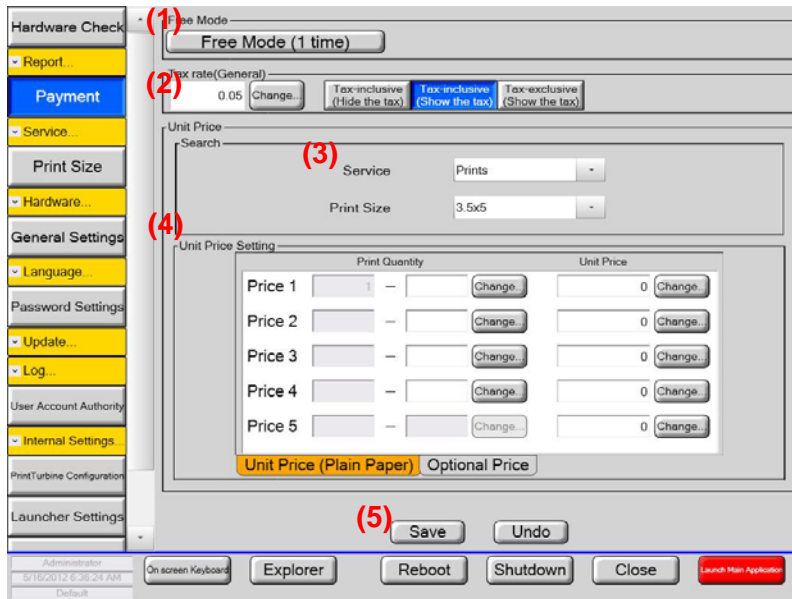 Hardware Check
Report...
Payment
Service...
Print Size
Hardware...
General Settings
Language...
Password Settings
Update...
Log...
User Account Authority
Internal Settings...
PrintTurbine Configuration
Launcher Settings
(1)
Free Mode
Free Mode (1 time)
(2)
Tax rate(General)
0.05 Change...
Tax-inclusive
(Hide the tax)
Tax-inclusive
(Show the tax)
Tax-exclusive
(Show the tax)
Unit Price
Search
(3)
Service Prints
Print Size 3.5x5
(4)
Unit Price Setting
Print Quantity Unit Price
Price 1 1 – Change... 0 Change...
Price 2 – Change... 0 Change...
Price 3 – Change... 0 Change...
Price 4 – Change... 0 Change...
Price 5 – Change... 0 Change...
Unit Price (Plain Paper) Optional Price
(5)
Save Undo
Administrator
5/16/2012 6:36:24 AM
Default
On screen Keyboard Explorer Reboot Shutdown Close Launch Main Application